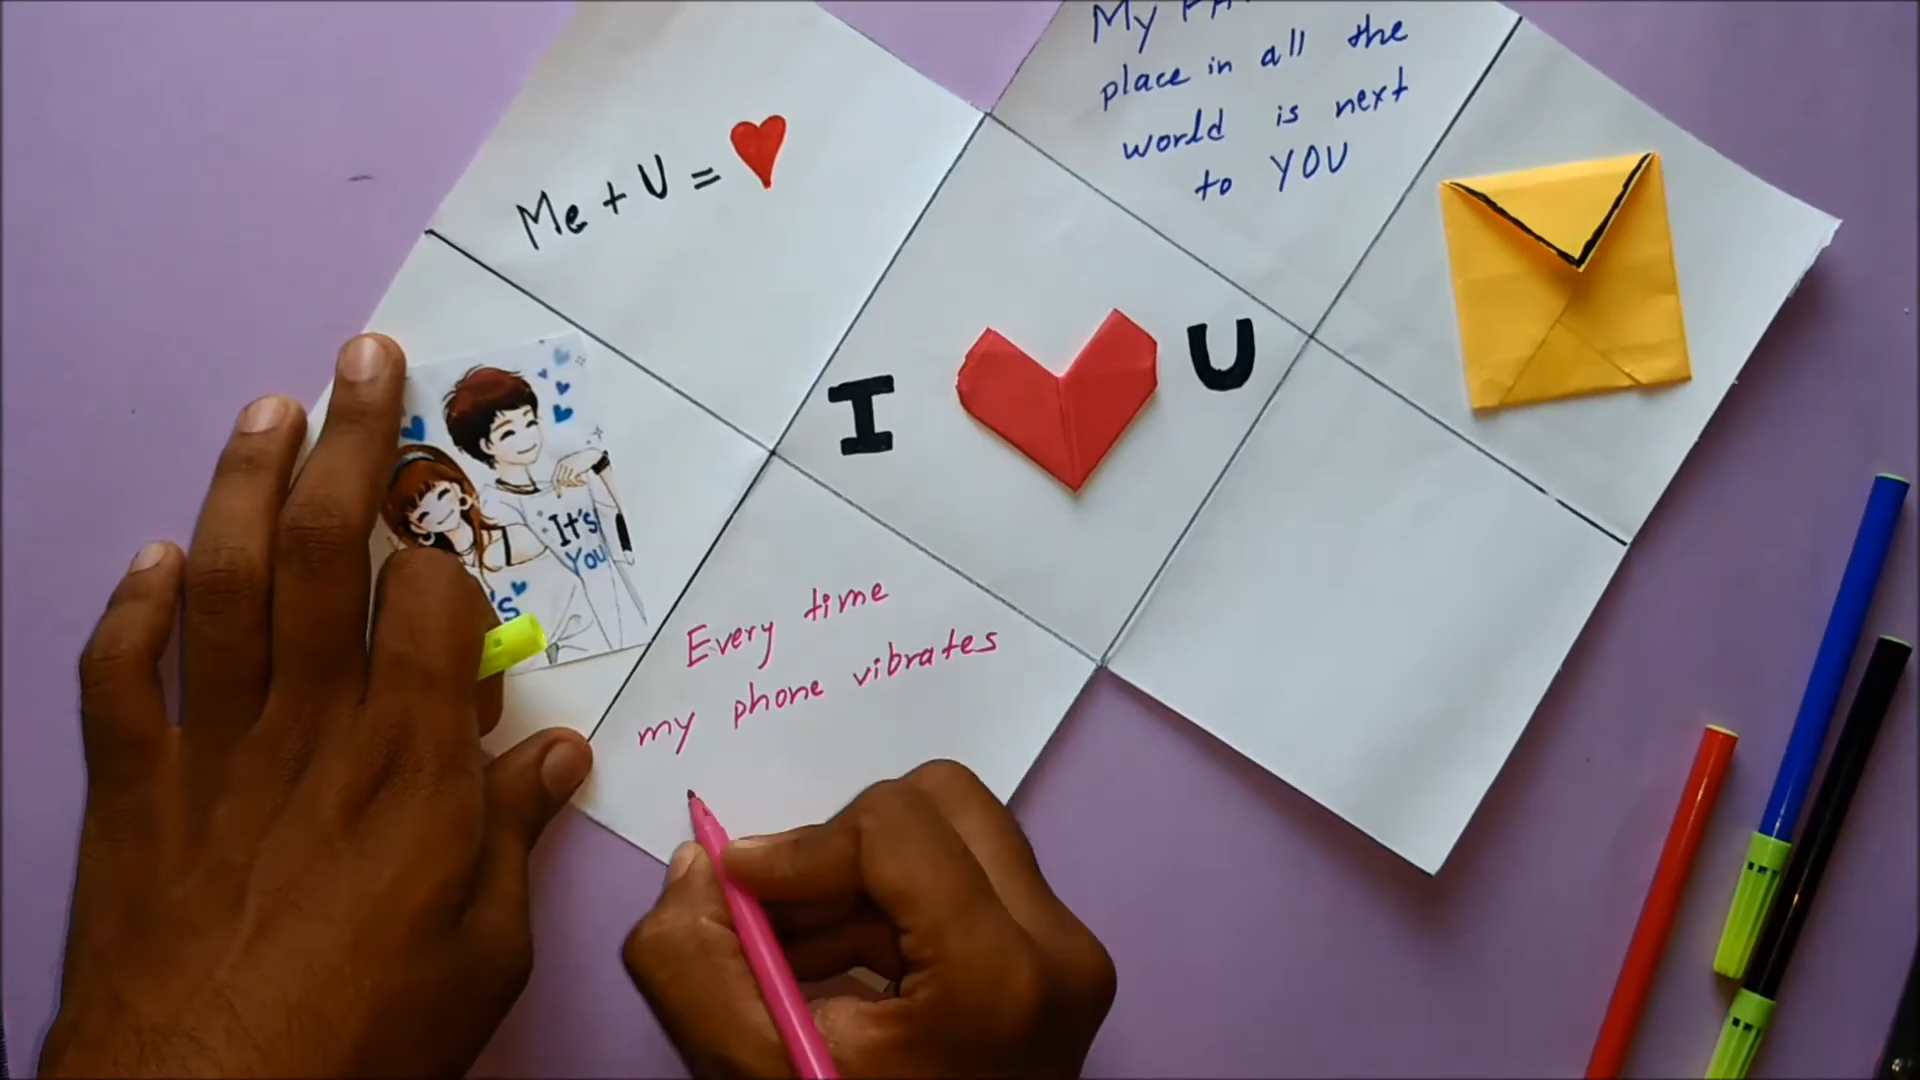 My
place in all the
world is next
to YOU
Me + U =
I U
It's
You
's
Every time
my phone vibrates